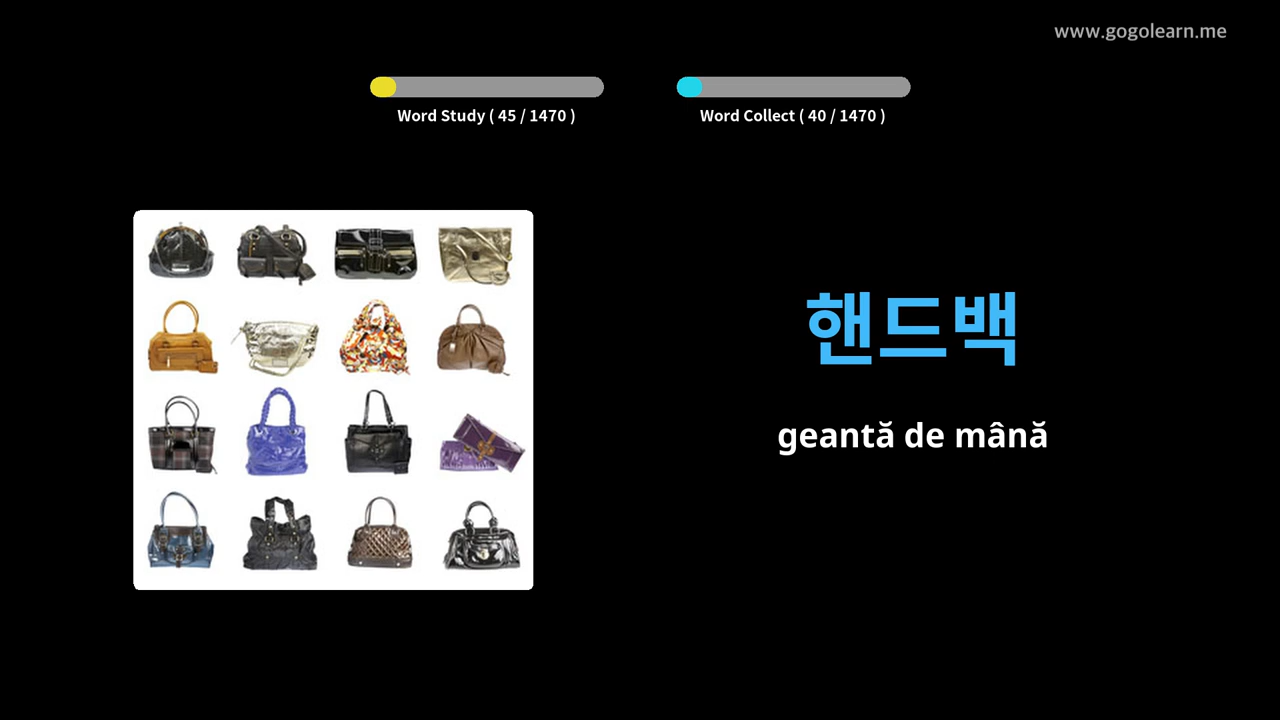 www.gogolearn.me
Word Study ( 45 / 1470 )
Word Collect ( 40 / 1470 )
핸드백
geantă de mână